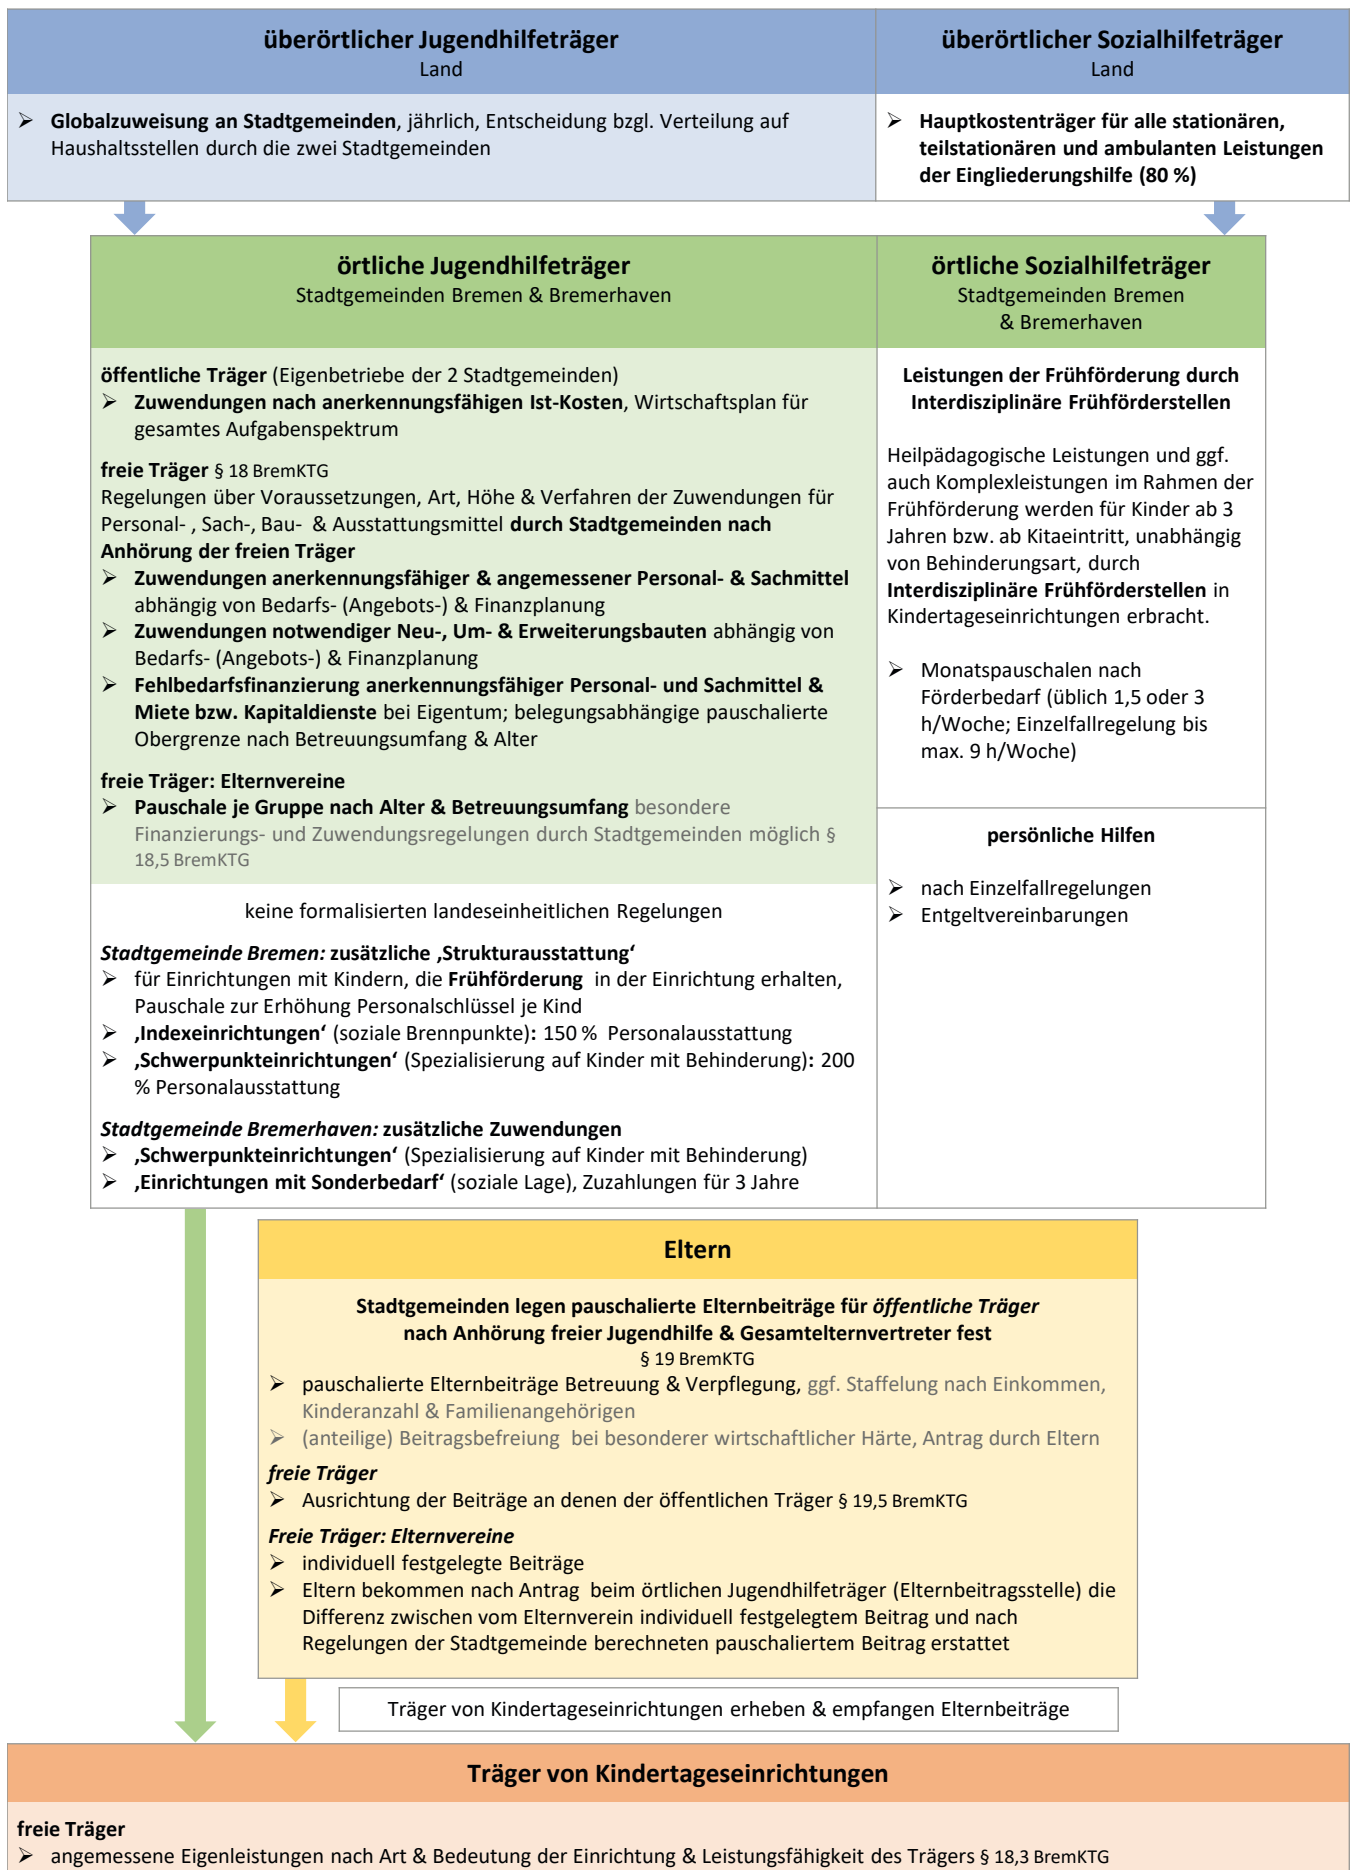 überörtlicher Jugendhilfeträger
Land
➢ Globalzuweisung an Stadtgemeinden, jährlich, Entscheidung bzgl. Verteilung auf
Haushaltsstellen durch die zwei Stadtgemeinden
überörtlicher Sozialhilfeträger
Land
➢ Hauptkostenträger für alle stationären,
teilstationären und ambulanten Leistungen
der Eingliederungshilfe (80 %)
örtliche Jugendhilfeträger
Stadtgemeinden Bremen & Bremerhaven
öffentliche Träger (Eigenbetriebe der 2 Stadtgemeinden)
➢ Zuwendungen nach anerkennungsfähigen Ist-Kosten, Wirtschaftsplan für
gesamtes Aufgabenspektrum
freie Träger § 18 BremKTG
Regelungen über Voraussetzungen, Art, Höhe & Verfahren der Zuwendungen für
Personal- , Sach-, Bau- & Ausstattungsmittel durch Stadtgemeinden nach
Anhörung der freien Träger
➢ Zuwendungen anerkennungsfähiger & angemessener Personal- & Sachmittel
abhängig von Bedarfs- (Angebots-) & Finanzplanung
➢ Zuwendungen notwendiger Neu-, Um- & Erweiterungsbauten abhängig von
Bedarfs- (Angebots-) & Finanzplanung
➢ Fehlbedarfsfinanzierung anerkennungsfähiger Personal- und Sachmittel &
Miete bzw. Kapitaldienste bei Eigentum; belegungsabhängige pauschalierte
Obergrenze nach Betreuungsumfang & Alter
freie Träger: Elternvereine
➢ Pauschale je Gruppe nach Alter & Betreuungsumfang besondere
Finanzierungs- und Zuwendungsregelungen durch Stadtgemeinden möglich §
18,5 BremKTG
keine formalisierten landeseinheitlichen Regelungen
Stadtgemeinde Bremen: zusätzliche ‚Strukturausstattung‘
➢ für Einrichtungen mit Kindern, die Frühförderung in der Einrichtung erhalten,
Pauschale zur Erhöhung Personalschlüssel je Kind
➢ ‚Indexeinrichtungen‘ (soziale Brennpunkte): 150 % Personalausstattung
➢ ‚Schwerpunkteinrichtungen‘ (Spezialisierung auf Kinder mit Behinderung): 200
% Personalausstattung
Stadtgemeinde Bremerhaven: zusätzliche Zuwendungen
➢ ‚Schwerpunkteinrichtungen‘ (Spezialisierung auf Kinder mit Behinderung)
➢ ‚Einrichtungen mit Sonderbedarf‘ (soziale Lage), Zuzahlungen für 3 Jahre
örtliche Sozialhilfeträger
Stadtgemeinden Bremen
& Bremerhaven
Leistungen der Frühförderung durch
Interdisziplinäre Frühförderstellen
Heilpädagogische Leistungen und ggf.
auch Komplexleistungen im Rahmen der
Frühförderung werden für Kinder ab 3
Jahren bzw. ab Kitaeintritt, unabhängig
von Behinderungsart, durch
Interdisziplinäre Frühförderstellen in
Kindertageseinrichtungen erbracht.
➢ Monatspauschalen nach
Förderbedarf (üblich 1,5 oder 3
h/Woche; Einzelfallregelung bis
max. 9 h/Woche)
persönliche Hilfen
➢ nach Einzelfallregelungen
➢ Entgeltvereinbarungen
Eltern
Stadtgemeinden legen pauschalierte Elternbeiträge für öffentliche Träger
nach Anhörung freier Jugendhilfe & Gesamtelternvertreter fest
§ 19 BremKTG
➢ pauschalierte Elternbeiträge Betreuung & Verpflegung, ggf. Staffelung nach Einkommen,
Kinderanzahl & Familienangehörigen
➢ (anteilige) Beitragsbefreiung bei besonderer wirtschaftlicher Härte, Antrag durch Eltern
freie Träger
➢ Ausrichtung der Beiträge an denen der öffentlichen Träger § 19,5 BremKTG
Freie Träger: Elternvereine
➢ individuell festgelegte Beiträge
➢ Eltern bekommen nach Antrag beim örtlichen Jugendhilfeträger (Elternbeitragsstelle) die
Differenz zwischen vom Elternverein individuell festgelegtem Beitrag und nach
Regelungen der Stadtgemeinde berechneten pauschaliertem Beitrag erstattet
Träger von Kindertageseinrichtungen erheben & empfangen Elternbeiträge
Träger von Kindertageseinrichtungen
freie Träger
➢ angemessene Eigenleistungen nach Art & Bedeutung der Einrichtung & Leistungsfähigkeit des Trägers § 18,3 BremKTG